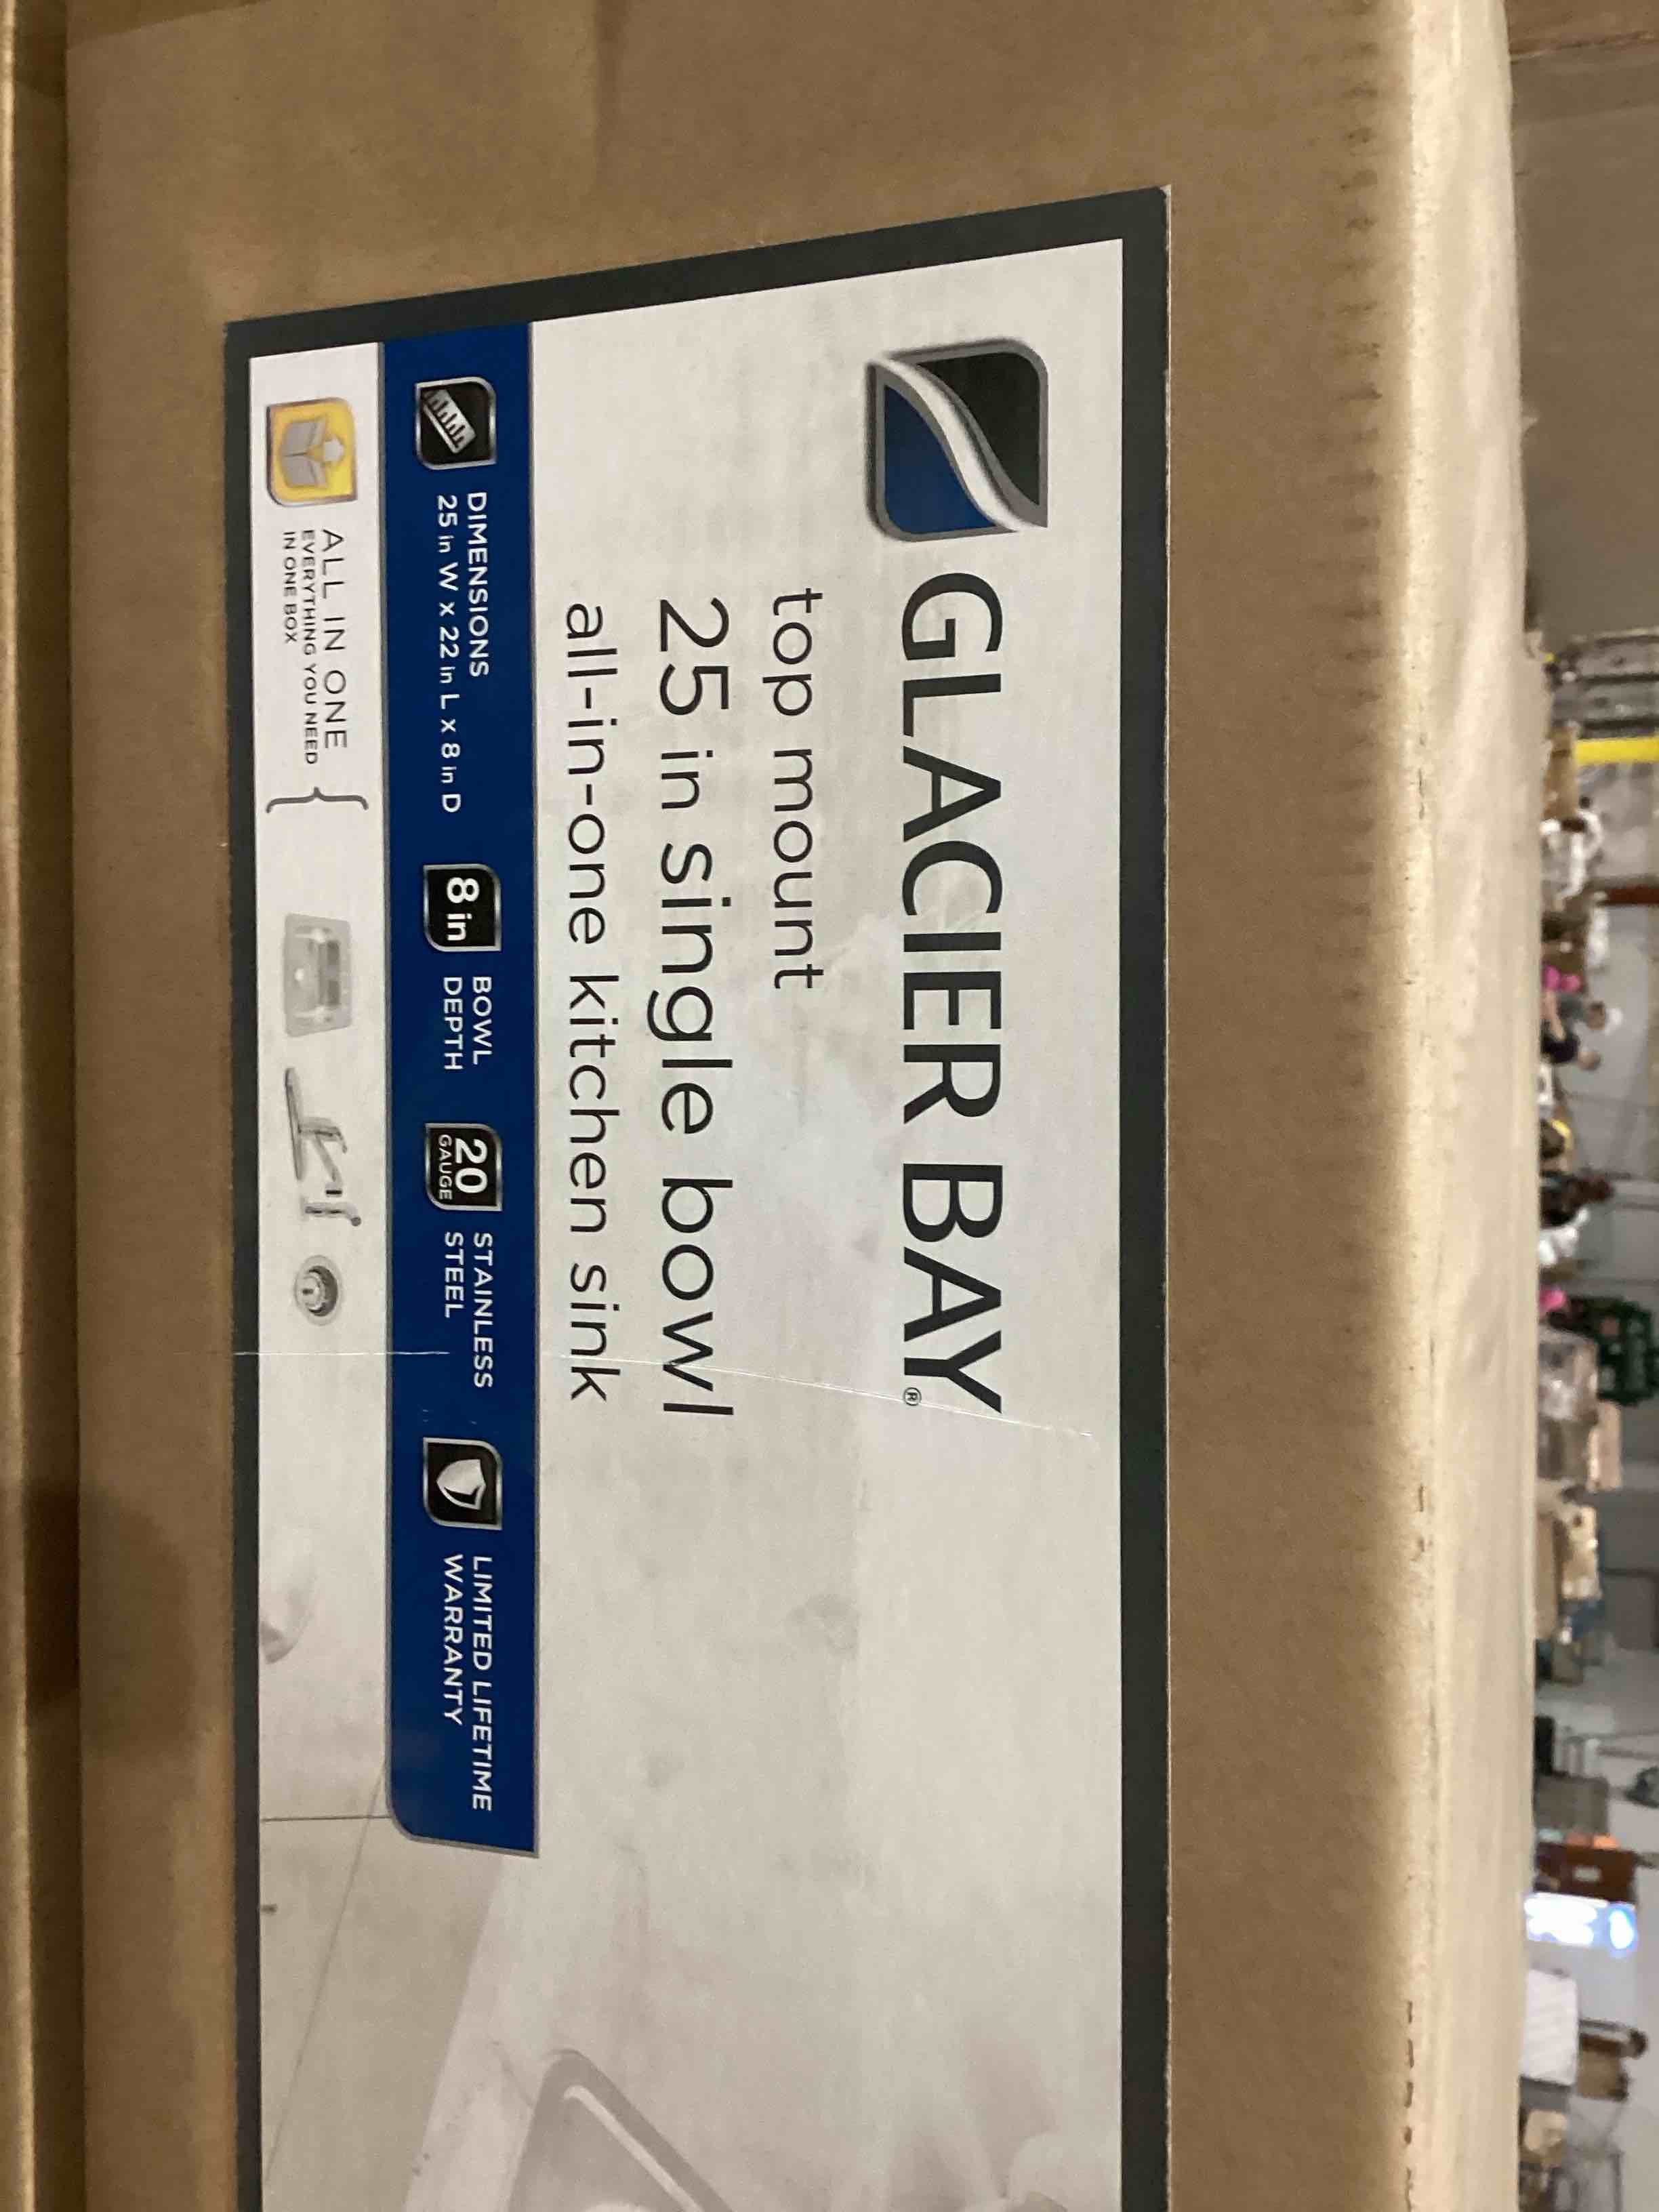 GLACIER BAY®
top mount
25 in single bowl
all-in-one kitchen sink
DIMENSIONS
25 in W x 22 in L x 8 in D
8 in
BOWL
DEPTH
20
GAUGE
STAINLESS
STEEL
LIMITED LIFETIME
WARRANTY
ALL IN ONE
EVERYTHING YOU NEED
IN ONE BOX